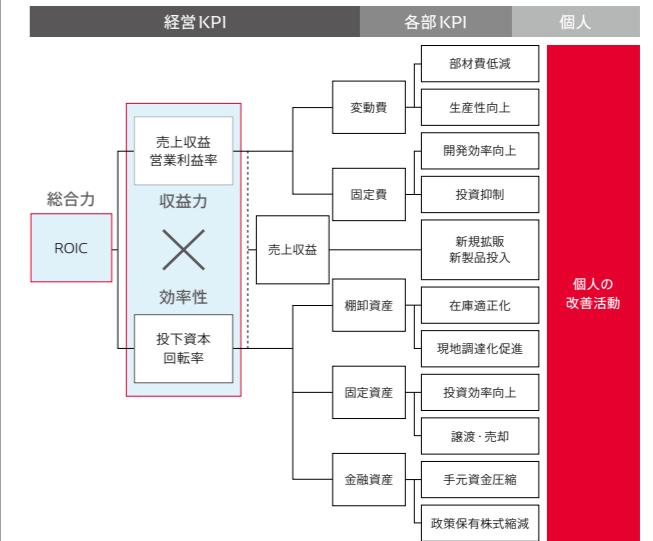 経営KPI
各部KPI
個人
総合力
ROIC
売上収益
営業利益率
収益力
効率性
投下資本
回転率
売上収益
変動費
固定費
棚卸資産
固定資産
金融資産
部材費低減
生産性向上
開発効率向上
投資抑制
新規拡販
新製品投入
在庫適正化
現地調達化促進
投資効率向上
譲渡・売却
手元資金圧縮
政策保有株式縮減
個人の
改善活動